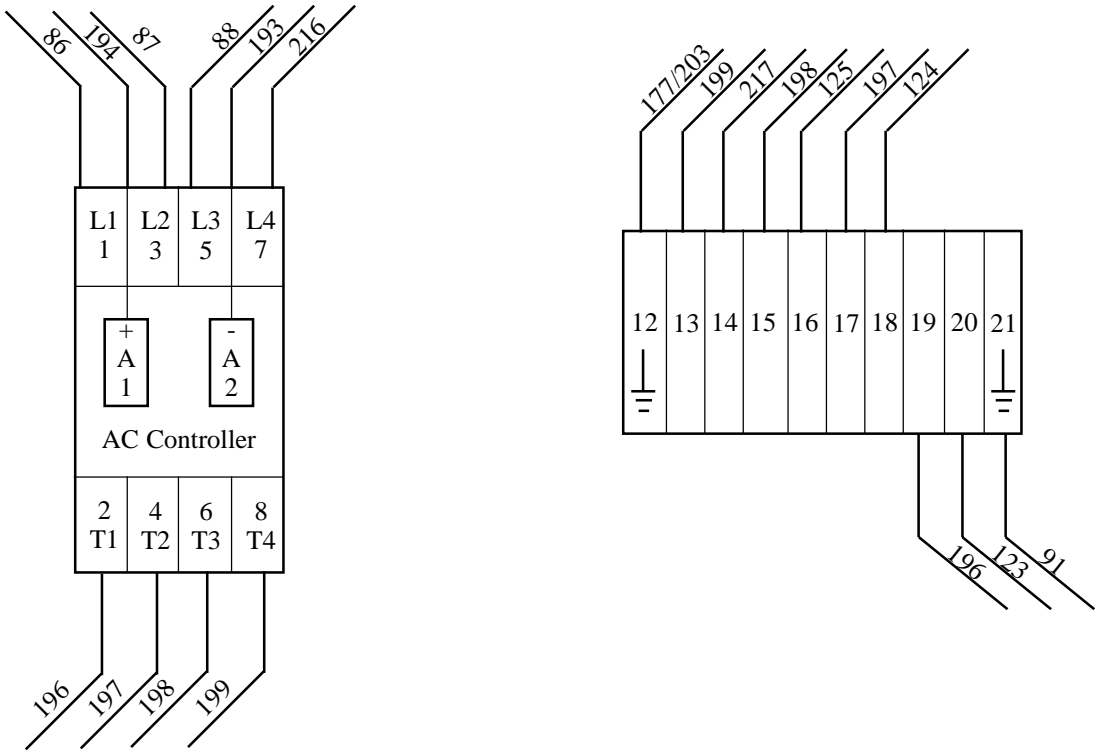 86 194 87 88 193 216
L1 L2 L3 L4
1 3 5 7
+ -
A A
1 2
AC Controller
2 4 6 8
T1 T2 T3 T4
196 197 198 199
177/203 199 217 198 125 197 124
12 13 14 15 16 17 18 19 20 21
196 123 91